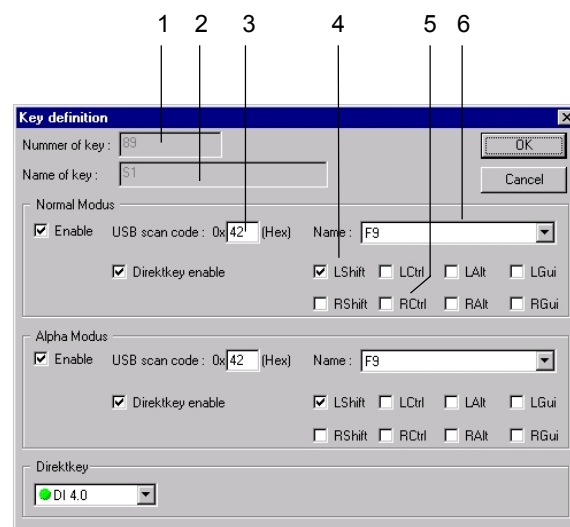 1 2 3 4 5 6
Key definition
Nummer of key : 89 OK
Name of key : S1 Cancel
Normal Modus
Enable USB scan code : 0x 42 (Hex) Name : F9
Direktkey enable LShift LCtrl LAlt LGui
RShift RCtrl RAlt RGui
Alpha Modus
Enable USB scan code : 0x 42 (Hex) Name : F9
Direktkey enable LShift LCtrl LAlt LGui
RShift RCtrl RAlt RGui
Direktkey
DI 4.0